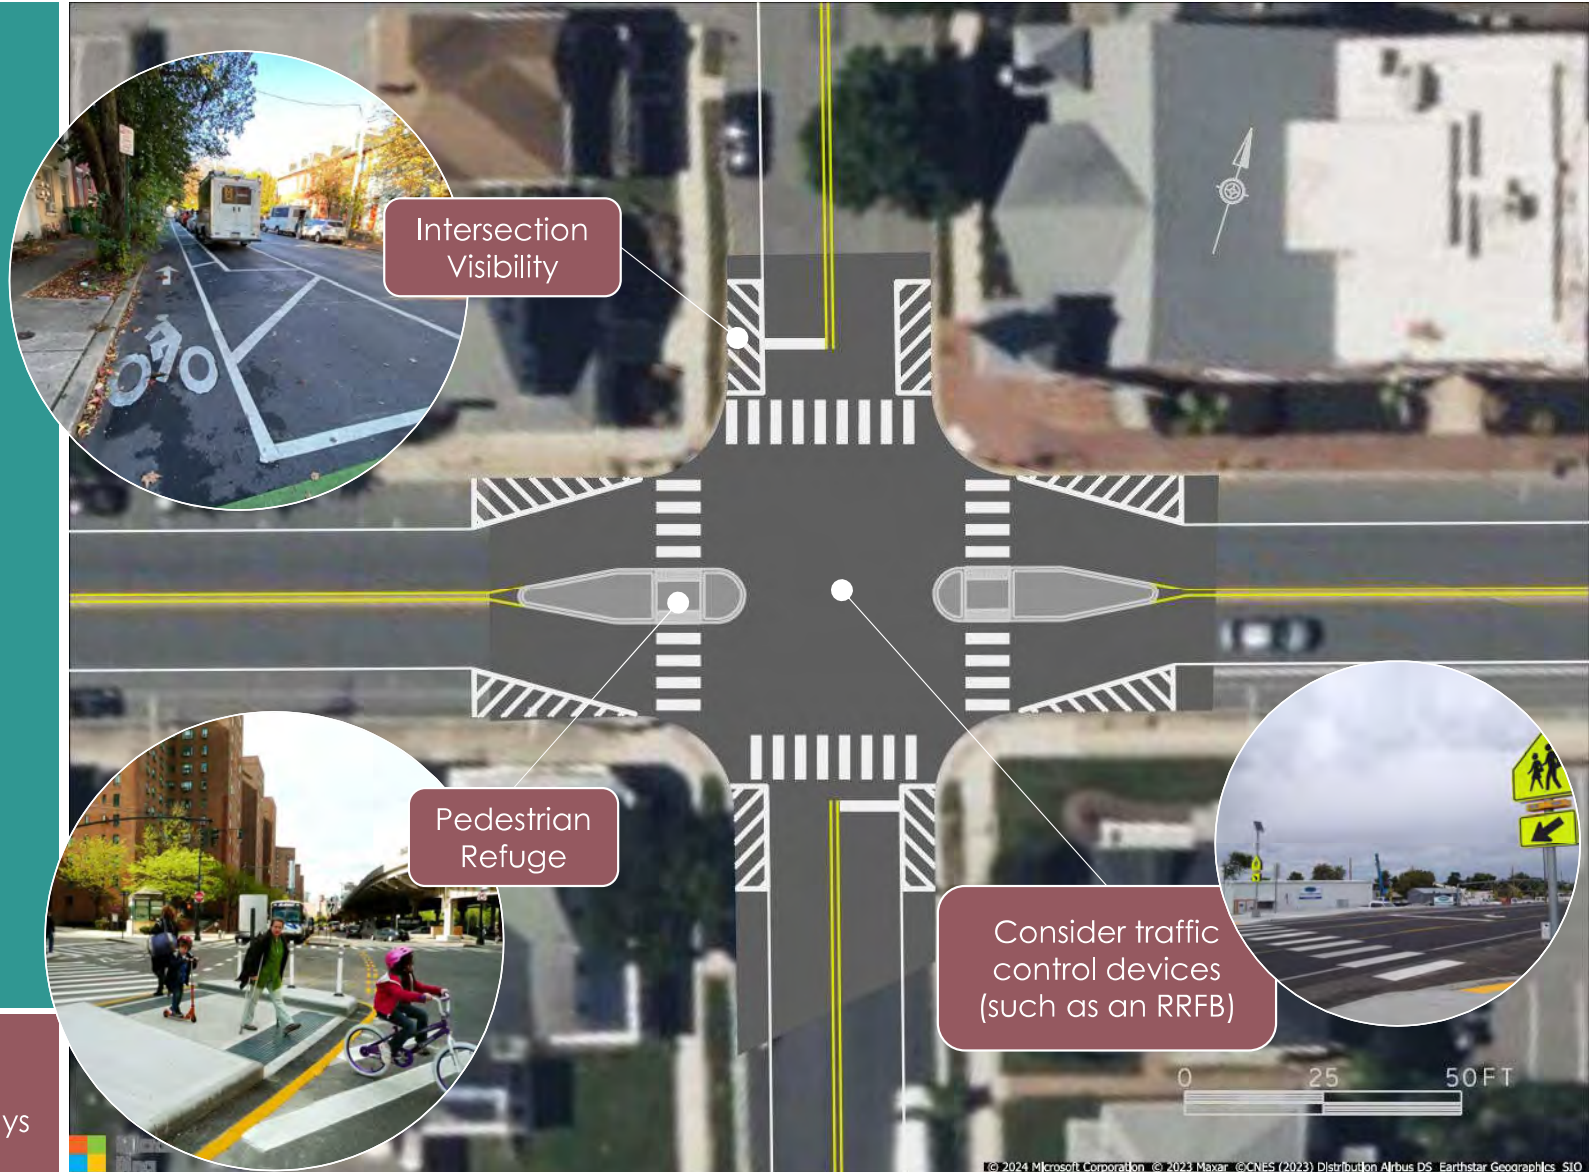 Intersection
Visibility
Pedestrian
Refuge
Consider traffic
control devices
(such as an RRFB)
0 25 50FT
ys
© 2024 Microsoft Corporation © 2023 Maxar ©CNES (2023) Distribution Airbus DS Earthstar Geographics SIO